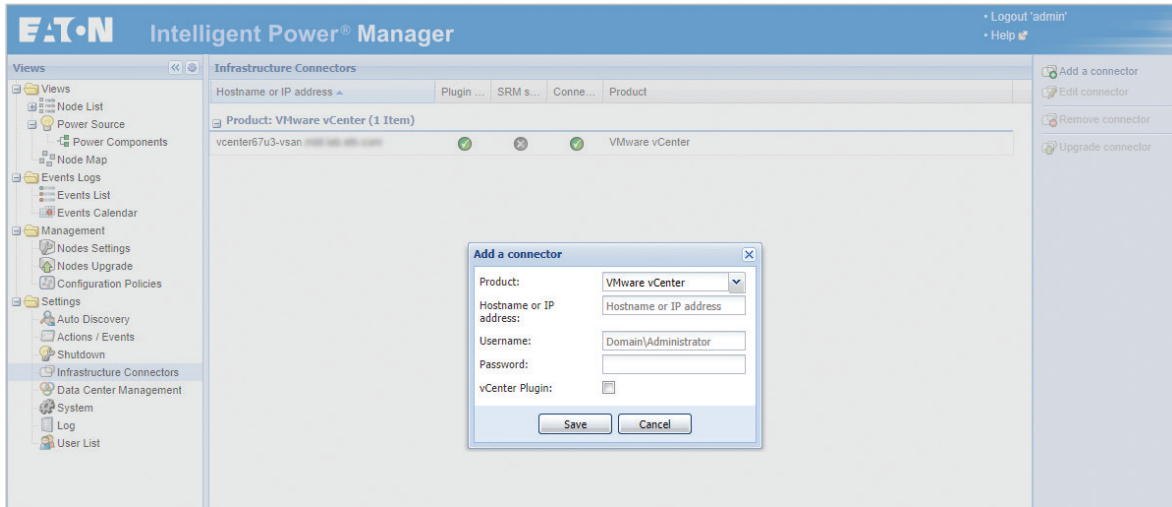 EATON
Intelligent Power® Manager
• Logout 'admin'
• Help
Views
Views
Node List
Power Source
Power Components
Node Map
Events Logs
Events List
Events Calendar
Management
Nodes Settings
Nodes Upgrade
Configuration Policies
Settings
Auto Discovery
Actions / Events
Shutdown
Infrastructure Connectors
Data Center Management
System
Log
User List
Infrastructure Connectors
Hostname or IP address Plugin ... SRM s... Conne... Product
Product: VMware vCenter (1 Item)
vcenter67u3-vsan VMware vCenter
Add a connector
Product: VMware vCenter
Hostname or IP address: Hostname or IP address
Username: Domain\Administrator
Password:
vCenter Plugin:
Save Cancel
Add a connector
Edit connector
Remove connector
Upgrade connector